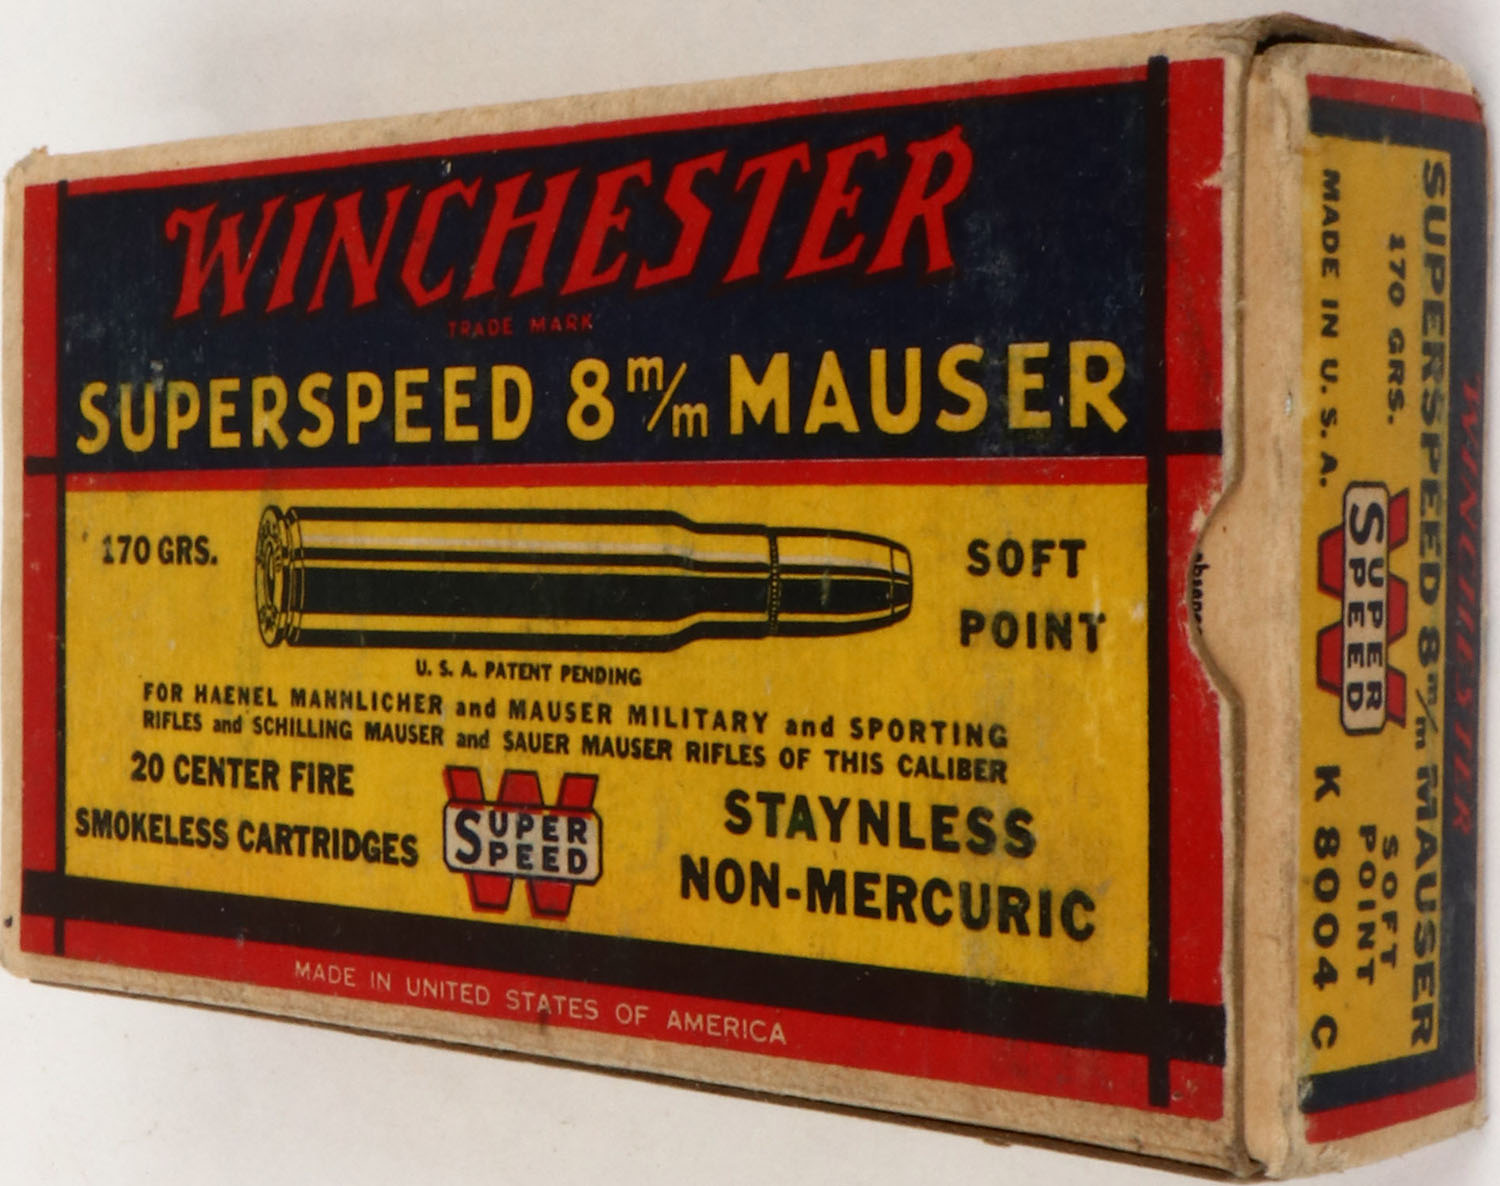 WINCHESTER
TRADE MARK
SUPERSPEED 8 m/m MAUSER
170 GRS.
SOFT
POINT
U. S. A. PATENT PENDING
FOR HAENEL MANNLICHER and MAUSER MILITARY and SPORTING
RIFLES and SCHILLING MAUSER and SAUER MAUSER RIFLES OF THIS CALIBER
20 CENTER FIRE
SMOKELESS CARTRIDGES
SUPER
SPEED
STAYNLESS
NON-MERCURIC
MADE IN UNITED STATES OF AMERICA
WINCHESTER
SUPERSPEED 8 m/m MAUSER
170 GRS.
SOFT
POINT
MADE IN U. S. A.
SUPER
SPEED
K 8004 C